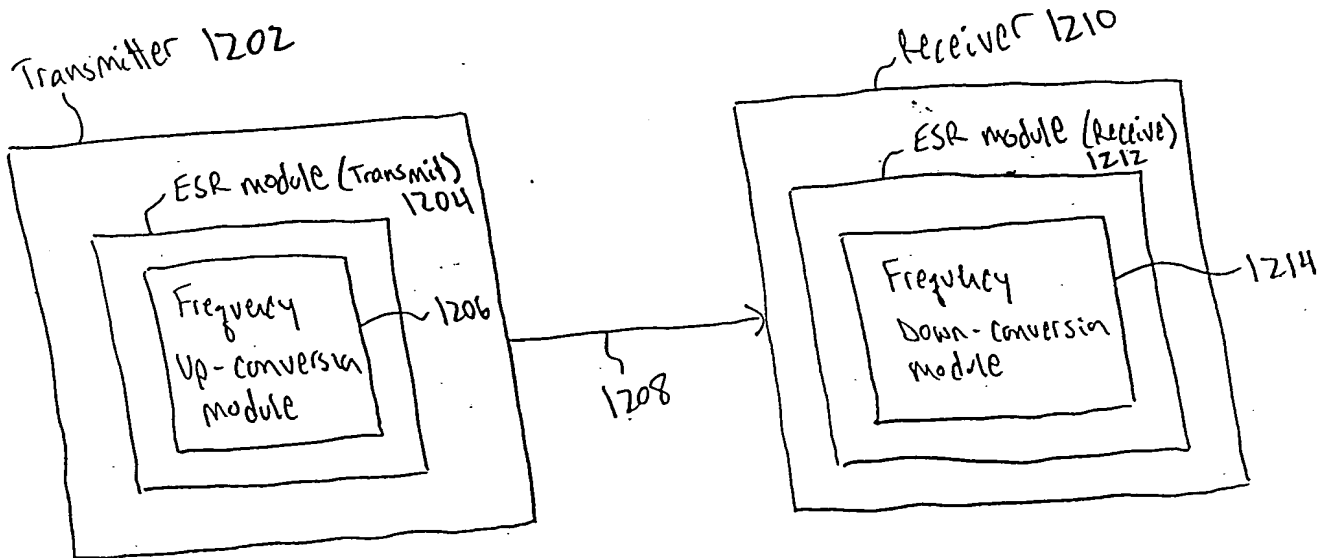 Transmitter 1202
ESR module (Transmit)
1204
Frequency
Up-conversion
module
1206
1208
Receiver 1210
ESR module (Receive)
1212
Frequency
Down-conversion
module
1214